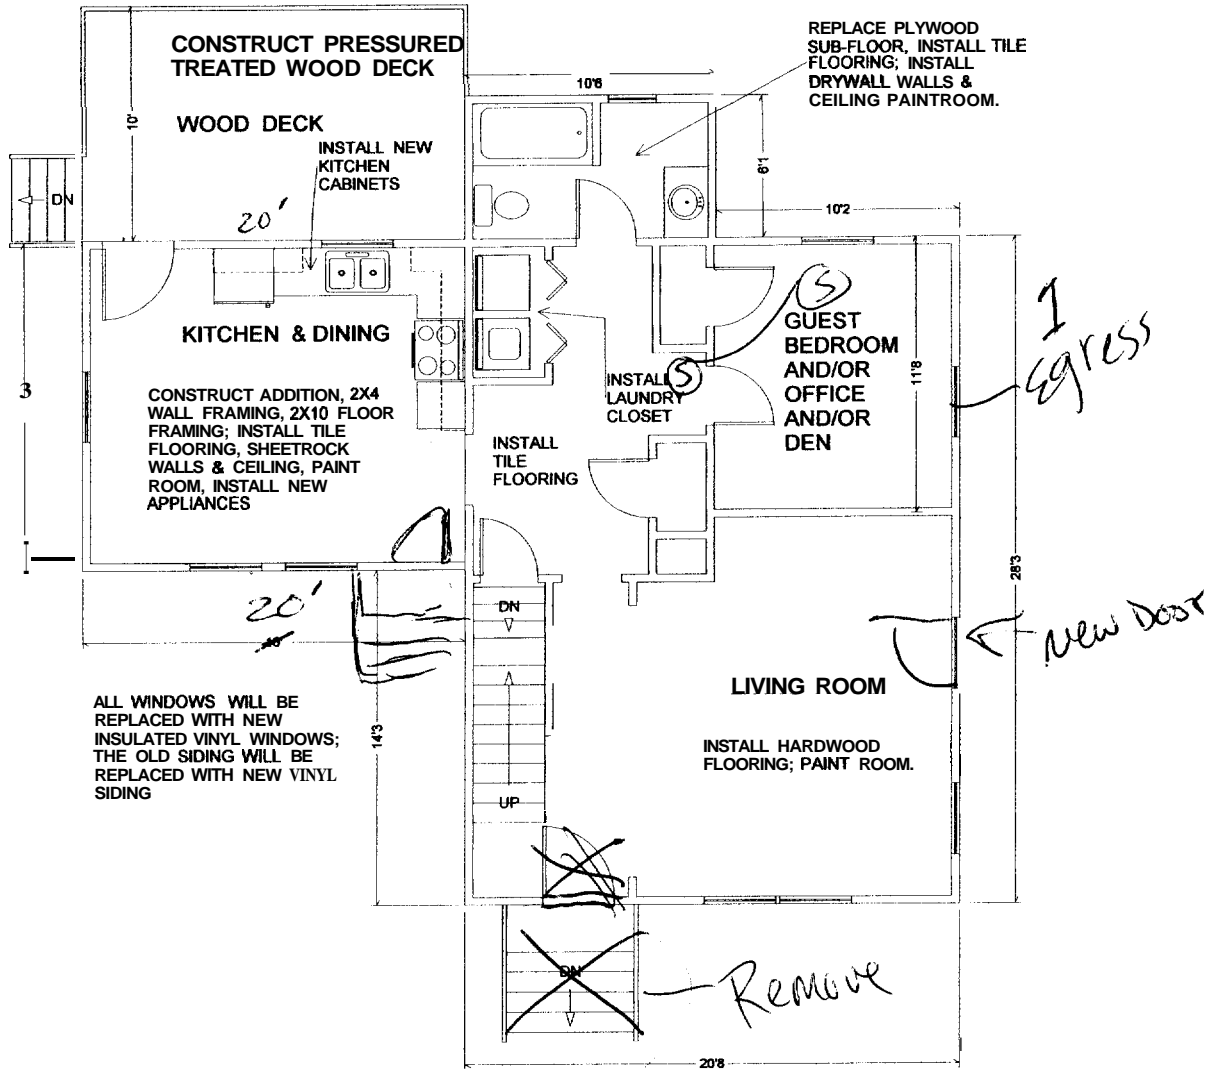 CONSTRUCT PRESSURED
TREATED WOOD DECK
WOOD DECK
INSTALL NEW
KITCHEN
CABINETS
10'
DN
20'
REPLACE PLYWOOD
SUB-FLOOR, INSTALL TILE
FLOORING; INSTALL
DRYWALL WALLS &
CEILING PAINTROOM.
10'6
6'1
10'2
KITCHEN & DINING
CONSTRUCT ADDITION, 2X4
WALL FRAMING, 2X10 FLOOR
FRAMING; INSTALL TILE
FLOORING, SHEETROCK
WALLS & CEILING, PAINT
ROOM, INSTALL NEW
APPLIANCES
3
INSTALL
LAUNDRY
CLOSET
INSTALL
TILE
FLOORING
S
S
GUEST
BEDROOM
AND/OR
OFFICE
AND/OR
DEN
11'8
1
Egress
28'3
New Door
20'
ALL WINDOWS WILL BE
REPLACED WITH NEW
INSULATED VINYL WINDOWS;
THE OLD SIDING WILL BE
REPLACED WITH NEW VINYL
SIDING
14'3
DN
UP
LIVING ROOM
INSTALL HARDWOOD
FLOORING; PAINT ROOM.
DN
Remove
20'8